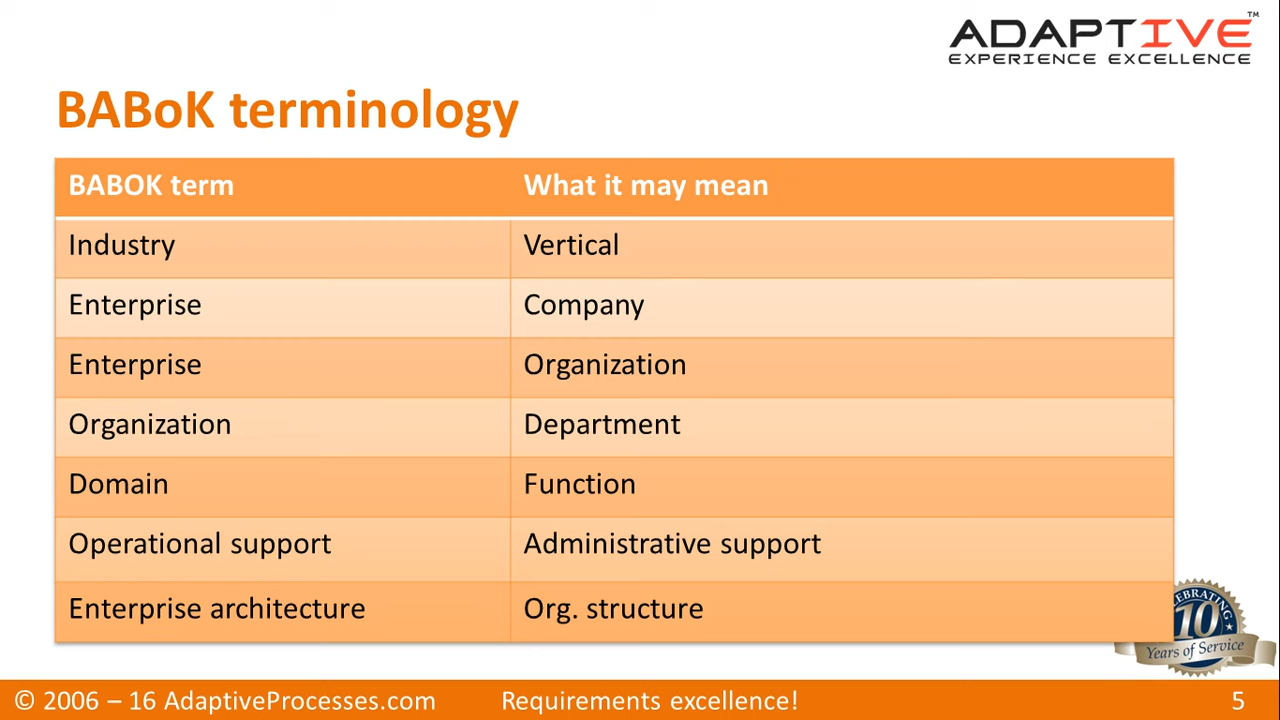 ADAPTIVE™
EXPERIENCE EXCELLENCE
BABoK terminology
BABOK term What it may mean
Industry Vertical
Enterprise Company
Enterprise Organization
Organization Department
Domain Function
Operational support Administrative support
Enterprise architecture Org. structure
10
Years of Service
© 2006 – 16 AdaptiveProcesses.com Requirements excellence! 5